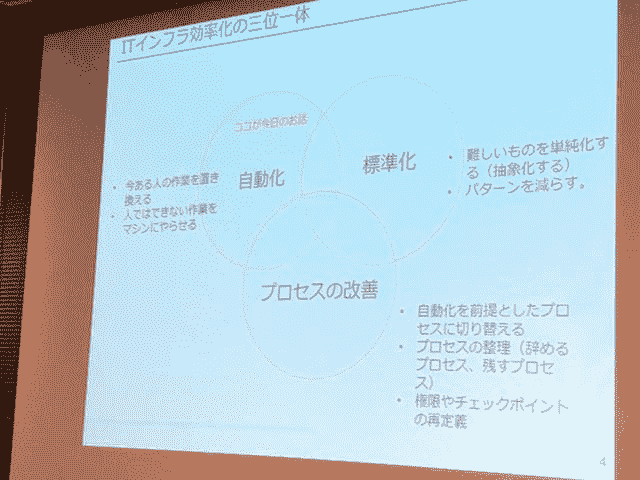 ITインフラ効率化の三位一体
ココが今日のお話
自動化
・ 今ある人の作業を置き
換える
・ 人ではできない作業を
マシンにやらせる
標準化
・ 難しいものを単純化す
る（抽象化する）
・ パターンを減らす。
プロセスの改善
・ 自動化を前提としたプロ
セスに切り替える
・ プロセスの整理（辞める
プロセス、残すプロセ
ス）
・ 権限やチェックポイント
の再定義
4